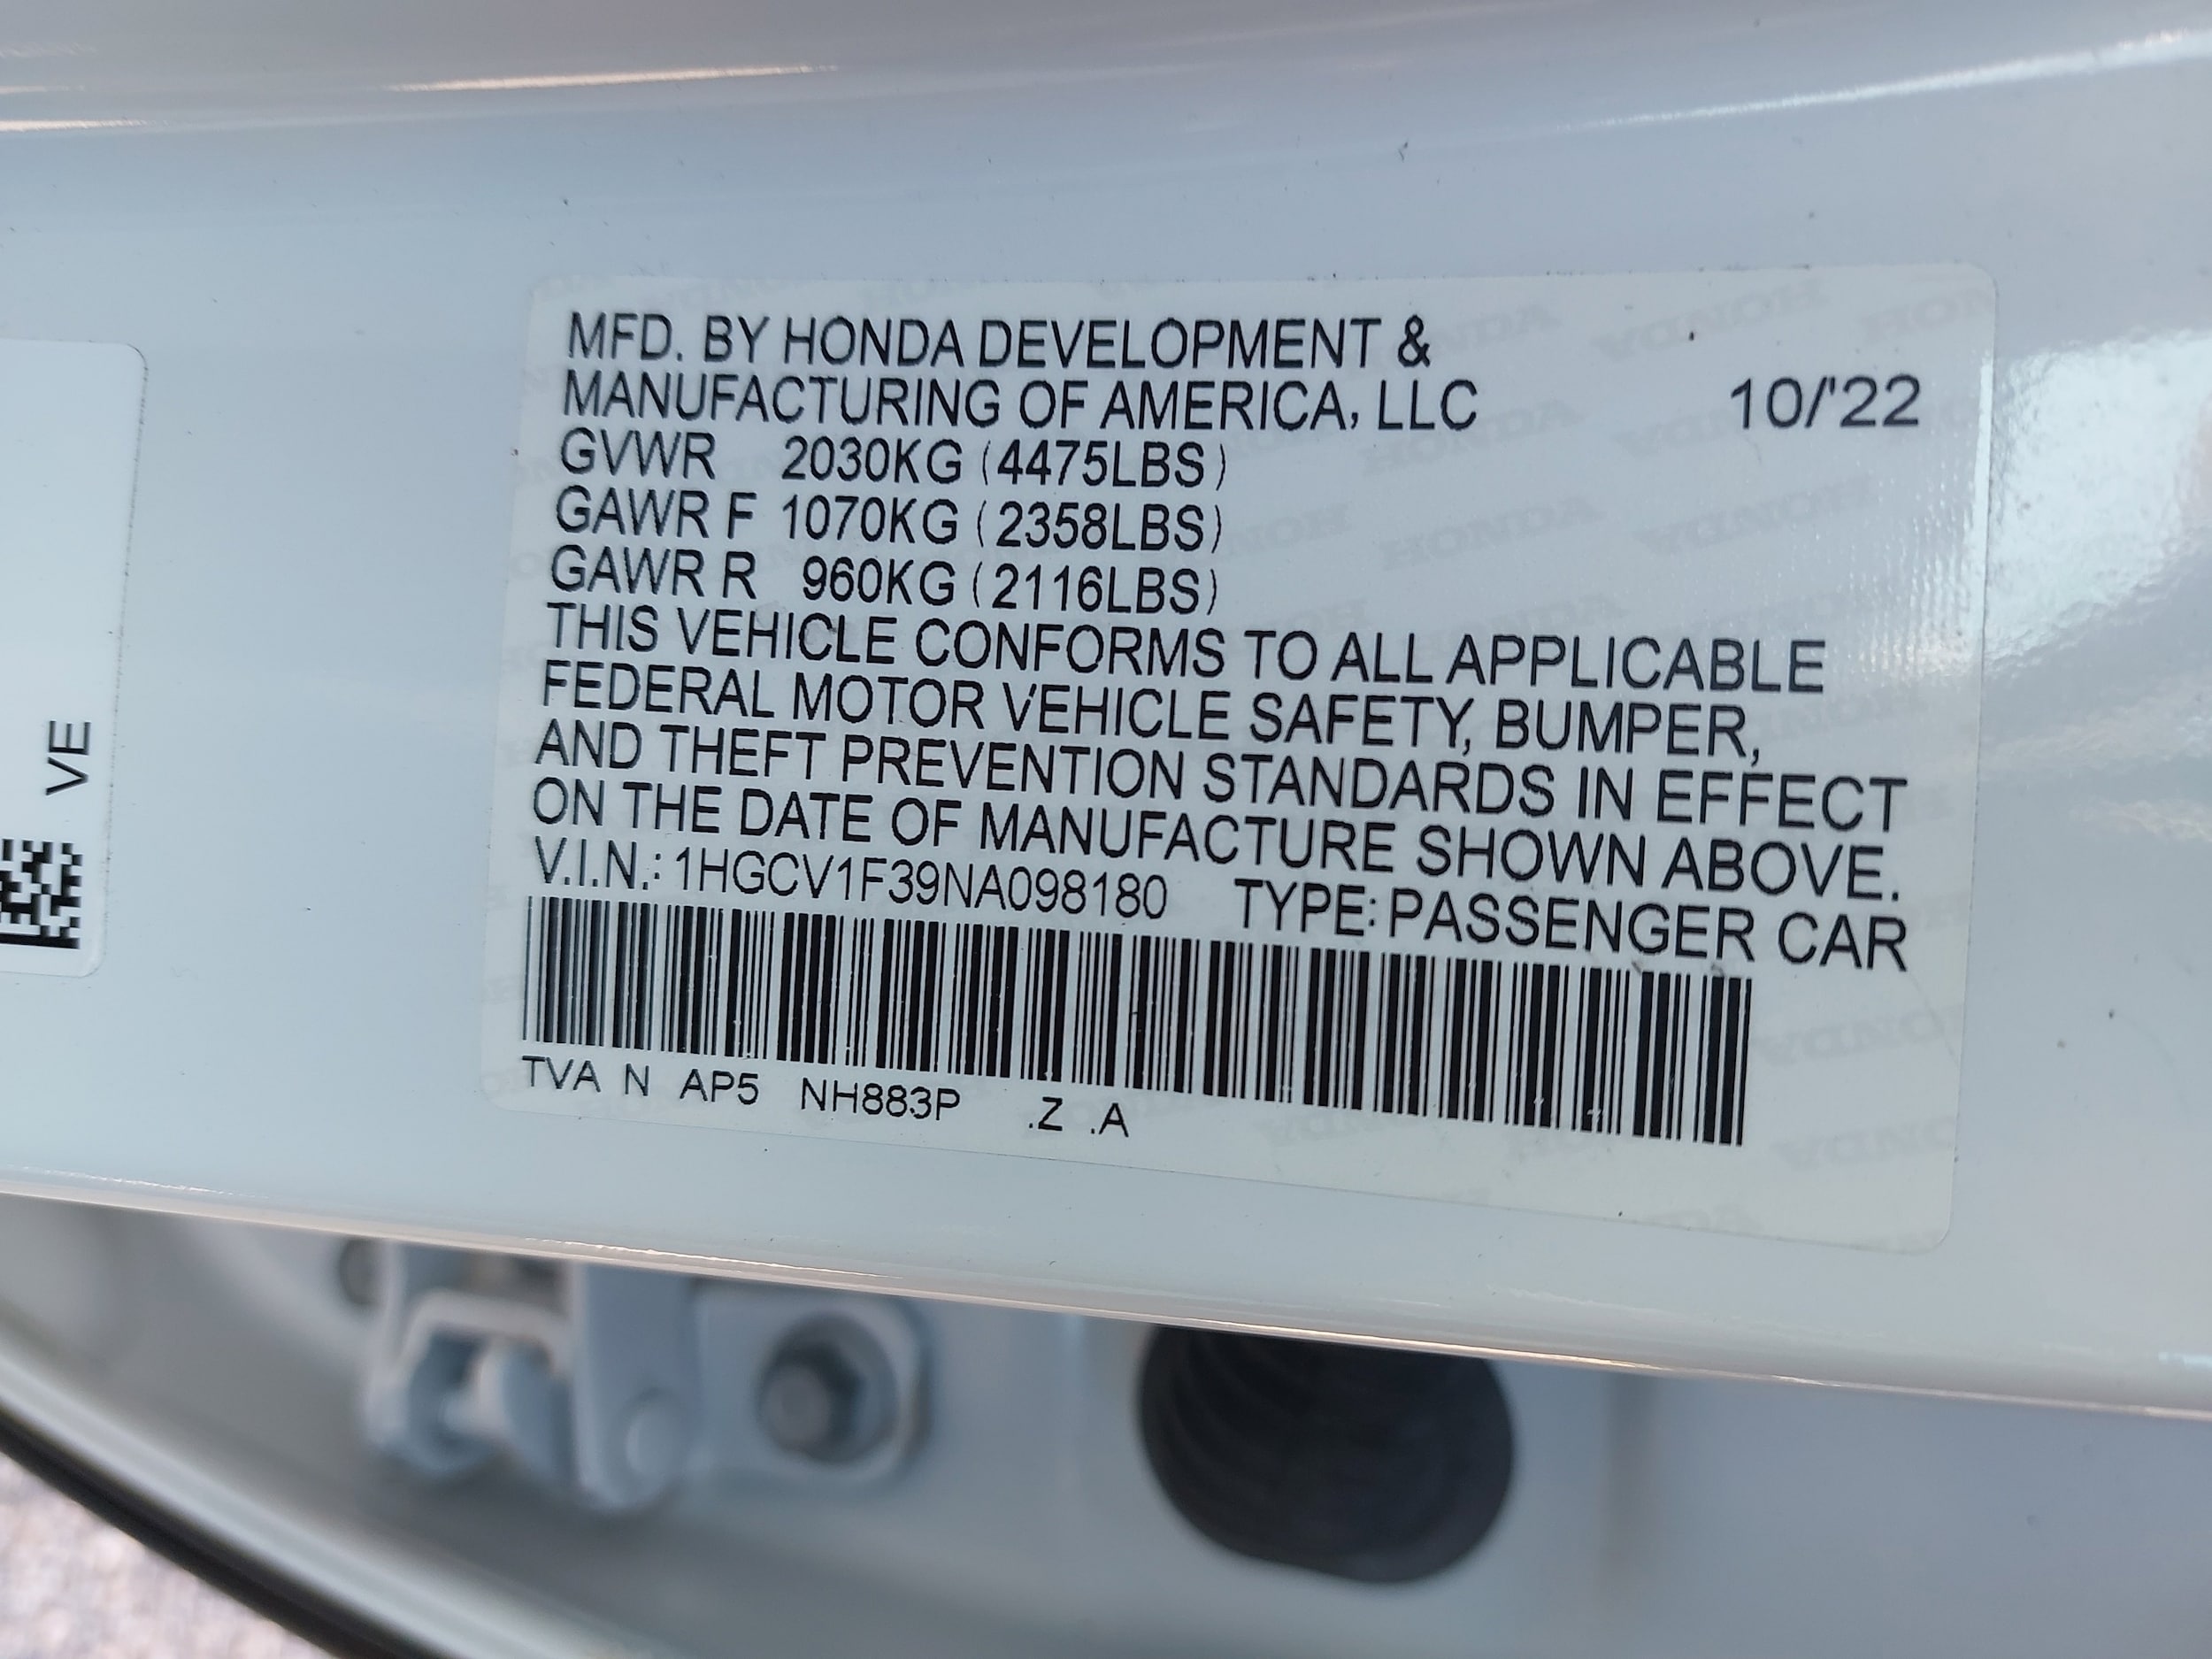 MFD. BY HONDA DEVELOPMENT &
MANUFACTURING OF AMERICA, LLC 10/'22
GVWR 2030KG (4475LBS)
GAWR F 1070KG (2358LBS)
GAWR R 960KG (2116LBS)
THIS VEHICLE CONFORMS TO ALL APPLICABLE
FEDERAL MOTOR VEHICLE SAFETY, BUMPER,
AND THEFT PREVENTION STANDARDS IN EFFECT
ON THE DATE OF MANUFACTURE SHOWN ABOVE.
V.I.N.: 1HGCV1F39NA098180 TYPE: PASSENGER CAR
TVA N AP5 NH883P .Z .A
VE